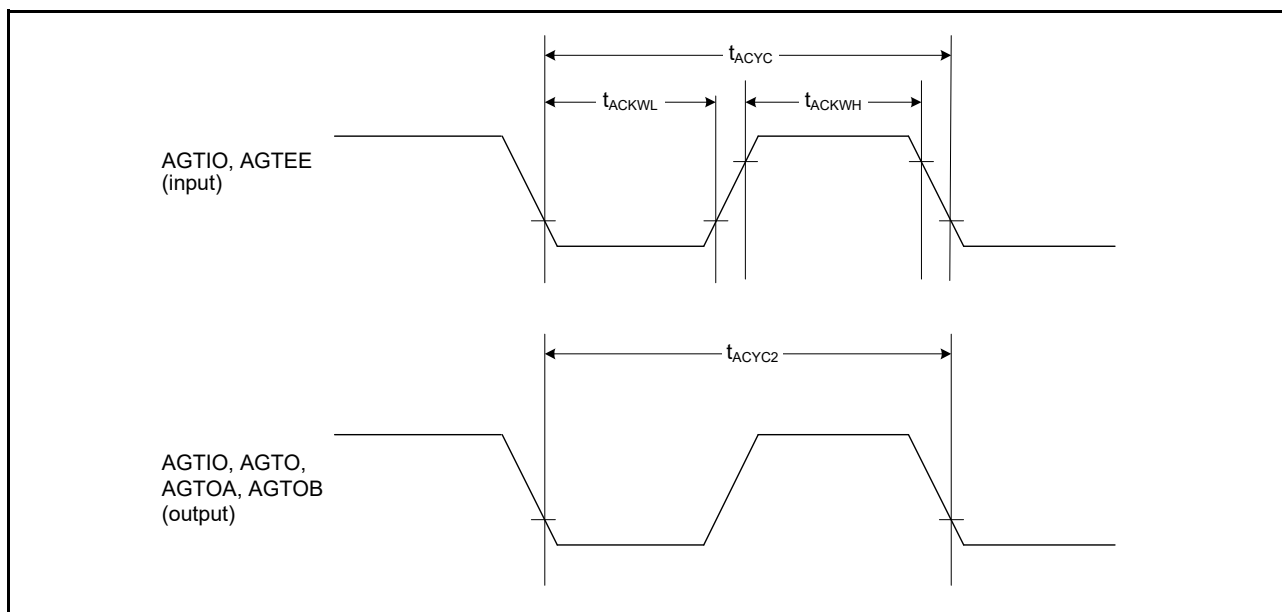 tACYC
tACKWL
tACKWH
AGTIO, AGTEE
(input)
tACYC2
AGTIO, AGTO,
AGTOA, AGTOB
(output)